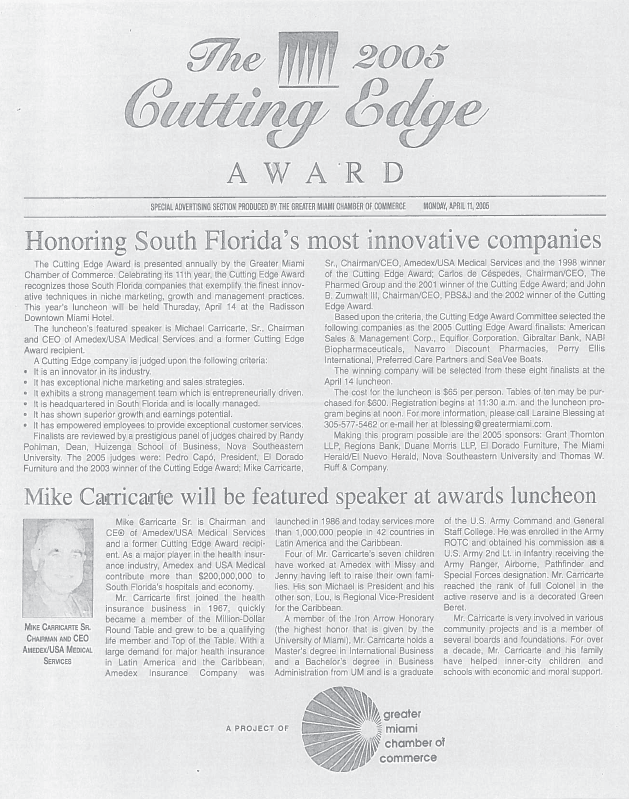 The 2005
Cutting Edge
AWARD
SPECIAL ADVERTISING SECTION PRODUCED BY THE GREATER MIAMI CHAMBER OF COMMERCE MONDAY, APRIL 11, 2005
Honoring South Florida's most innovative companies
The Cutting Edge Award is presented annually by the Greater Miami
Chamber of Commerce. Celebrating its 11th year, the Cutting Edge Award
recognizes those South Florida companies that exemplify the finest innov-
ative techniques in niche marketing, growth and management practices.
This year's luncheon will be held Thursday, April 14 at the Radisson
Downtown Miami Hotel.
The luncheon's featured speaker is Michael Carricarte, Sr., Chairman
and CEO of Amedex/USA Medical Services and a former Cutting Edge
Award recipient.
A Cutting Edge company is judged upon the following criteria:
• It is an innovator in its industry.
• It has exceptional niche marketing and sales strategies.
• It exhibits a strong management team which is entrepreneurially driven.
• It is headquartered in South Florida and is locally managed.
• It has shown superior growth and earnings potential.
• It has empowered employees to provide exceptional customer services.
Finalists are reviewed by a prestigious panel of judges chaired by Randy
Pohlman, Dean, Huizenga School of Business, Nova Southeastern
University. The 2005 judges were: Pedro Capó, President, El Dorado
Furniture and the 2003 winner of the Cutting Edge Award; Mike Carricarte,
Sr., Chairman/CEO, Amedex/USA Medical Services and the 1998 winner
of the Cutting Edge Award; Carlos de Céspedes, Chairman/CEO, The
Pharmed Group and the 2001 winner of the Cutting Edge Award; and John
B. Zumwalt III, Chairman/CEO, PBS&J and the 2002 winner of the Cutting
Edge Award.
Based upon the criteria, the Cutting Edge Award Committee selected the
following companies as the 2005 Cutting Edge Award finalists: American
Sales & Management Corp., Equiflor Corporation. Gibraltar Bank, NABI
Biopharmaceuticals, Navarro Discount Pharmacies, Perry Ellis
International, Preferred Care Partners and SeaVee Boats.
The winning company will be selected from these eight finalists at the
April 14 luncheon.
The cost for the luncheon is $65 per person. Tables of ten may be pur-
chased for $600. Registration begins at 11:30 a.m. and the luncheon pro-
gram begins at noon. For more information, please call Laraine Blessing at
305-577-5462 or e-mail her at lblessing@greatermiami.com.
Making this program possible are the 2005 sponsors: Grant Thornton
LLP, Regions Bank, Duane Morris LLP, El Dorado Furniture, The Miami
Herald/El Nuevo Herald, Nova Southeastern University and Thomas W.
Ruff & Company.
Mike Carricarte will be featured speaker at awards luncheon
MIKE CARRICARTE SR.
CHAIRMAN AND CEO
AMEDEX/USA MEDICAL
SERVICES
Mike Carricarte Sr. is Chairman and
CEO of Amedex/USA Medical Services
and a former Cutting Edge Award recipi-
ent. As a major player in the health insur-
ance industry, Amedex and USA Medical
contribute more than $200,000,000 to
South Florida's hospitals and economy.
Mr. Carricarte first joined the health
insurance business in 1967, quickly
became a member of the Million-Dollar
Round Table and grew to be a qualifying
life member and Top of the Table. With a
large demand for major health insurance
in Latin America and the Caribbean,
Amedex Insurance Company was
launched in 1986 and today services more
than 1,000,000 people in 42 countries in
Latin America and the Caribbean.
Four of Mr. Carricarte's seven children
have worked at Amedex with Missy and
Jenny having left to raise their own fami-
lies. His son Michael is President and his
other son, Lou, is Regional Vice-President
for the Caribbean.
A member of the Iron Arrow Honorary
(the highest honor that is given by the
University of Miami), Mr. Carricarte holds a
Master's degree in International Business
and a Bachelor's degree in Business
Administration from UM and is a graduate
of the U.S. Army Command and General
Staff College. He was enrolled in the Army
ROTC and obtained his commission as a
U.S. Army 2nd Lt. in Infantry receiving the
Army Ranger, Airborne, Pathfinder and
Special Forces designation. Mr. Carricarte
reached the rank of full Colonel in the
active reserve and is a decorated Green
Beret.
Mr. Carricarte is very involved in various
community projects and is a member of
several boards and foundations. For over
a decade, Mr. Carricarte and his family
have helped inner-city children and
schools with economic and moral support.
A PROJECT OF
greater
miami
chamber of
commerce